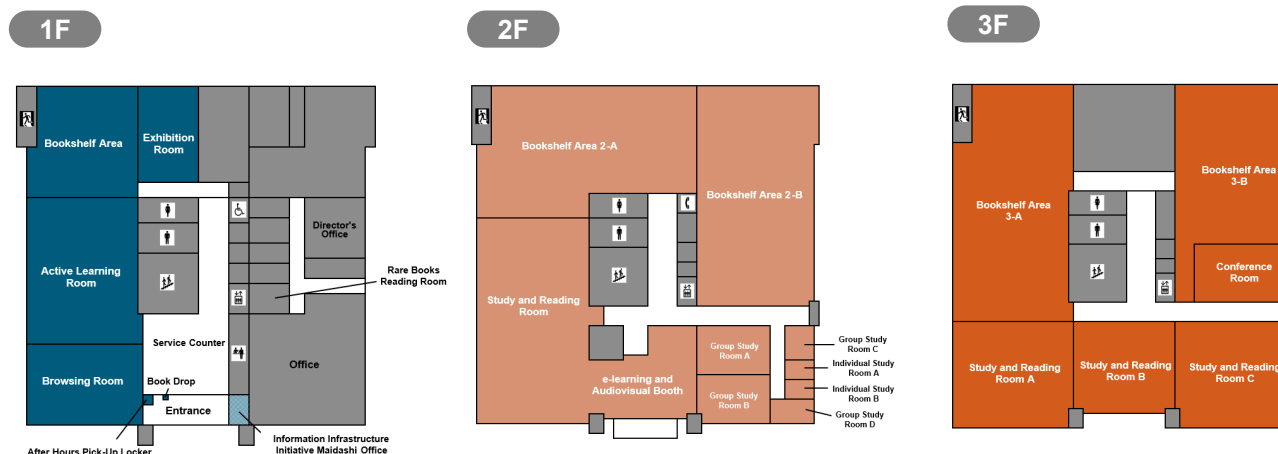 1F
2F
3F
Bookshelf Area
Exhibition
Room
Director's
Office
Active Learning
Room
Rare Books
Reading Room
Service Counter
Office
Browsing Room
Book Drop
Entrance
After Hours Pick-Up Locker
Information Infrastructure
Initiative Maidashi Office
Bookshelf Area 2-A
Bookshelf Area 2-B
Study and Reading
Room
Group Study
Room A
Group Study
Room B
e-learning and
Audiovisual Booth
Group Study
Room C
Individual Study
Room A
Individual Study
Room B
Group Study
Room D
Bookshelf Area
3-A
Bookshelf Area
3-B
Conference
Room
Study and Reading
Room A
Study and Reading
Room B
Study and Reading
Room C